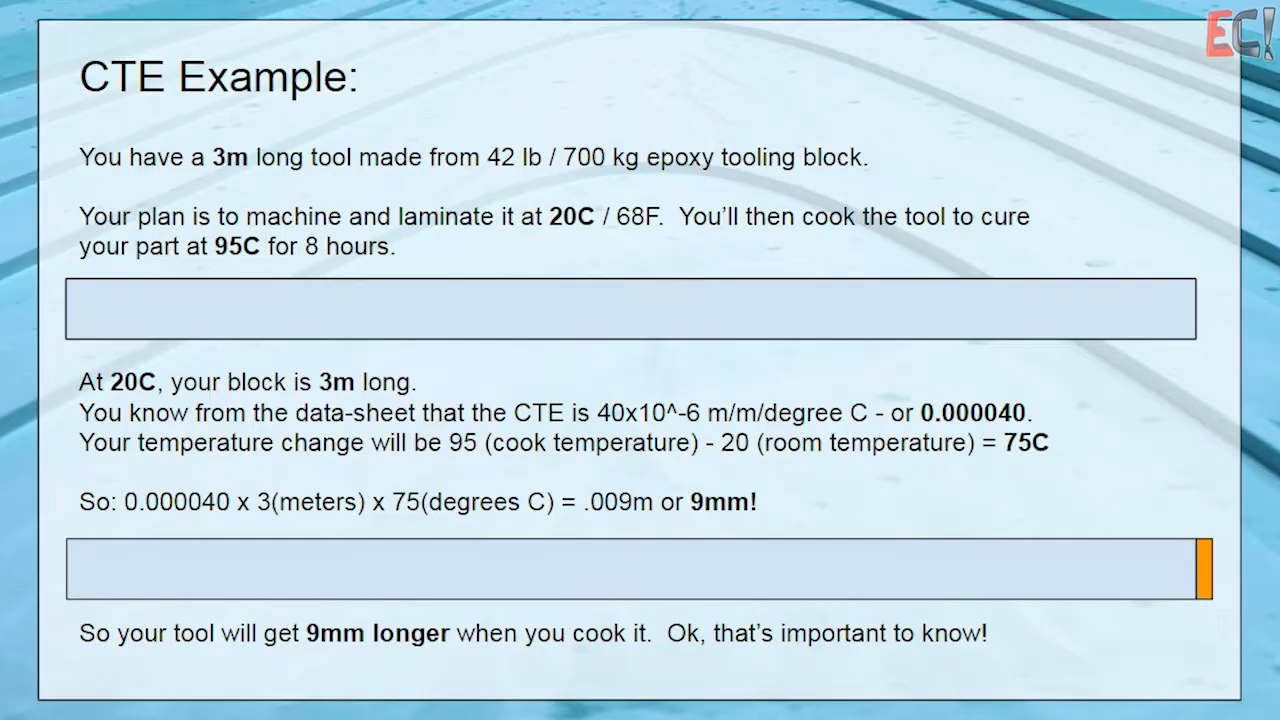 EC!
CTE Example:
You have a 3m long tool made from 42 lb / 700 kg epoxy tooling block.
Your plan is to machine and laminate it at 20C / 68F.  You'll then cook the tool to cure
your part at 95C for 8 hours.
At 20C, your block is 3m long.
You know from the data-sheet that the CTE is 40x10^-6 m/m/degree C - or 0.000040.
Your temperature change will be 95 (cook temperature) - 20 (room temperature) = 75C
So: 0.000040 x 3(meters) x 75(degrees C) = .009m or 9mm!
So your tool will get 9mm longer when you cook it.  Ok, that's important to know!